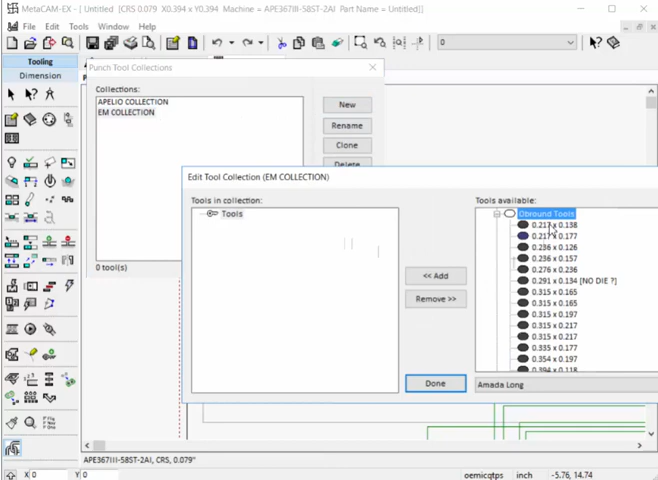 MetaCAM-EX - [ Untitled [CRS 0.079 X0.394 Y0.394 Machine = APE367III-58ST-2AI Part Name = Untitled]]
File Edit Tools Window Help
0
Tooling
Dimension
Punch Tool Collections
Collections:
APELIO COLLECTION
EM COLLECTION
New
Rename
Clone
Delete
0 tool(s)
Edit Tool Collection (EM COLLECTION)
Tools in collection:
Tools
<< Add
Remove >>
Done
Tools available:
Obround Tools
0.217 x 0.138
0.217 x 0.177
0.236 x 0.126
0.236 x 0.157
0.276 x 0.236
0.291 x 0.134 [NO DIE ?]
0.315 x 0.165
0.315 x 0.165
0.315 x 0.197
0.315 x 0.217
0.315 x 0.217
0.335 x 0.177
0.354 x 0.197
0.394 x 0.118
Amada Long
APE367III-58ST-2AI, CRS, 0.079"
X 0
Y 0
oemicqtps
inch
-5.76, 14.74